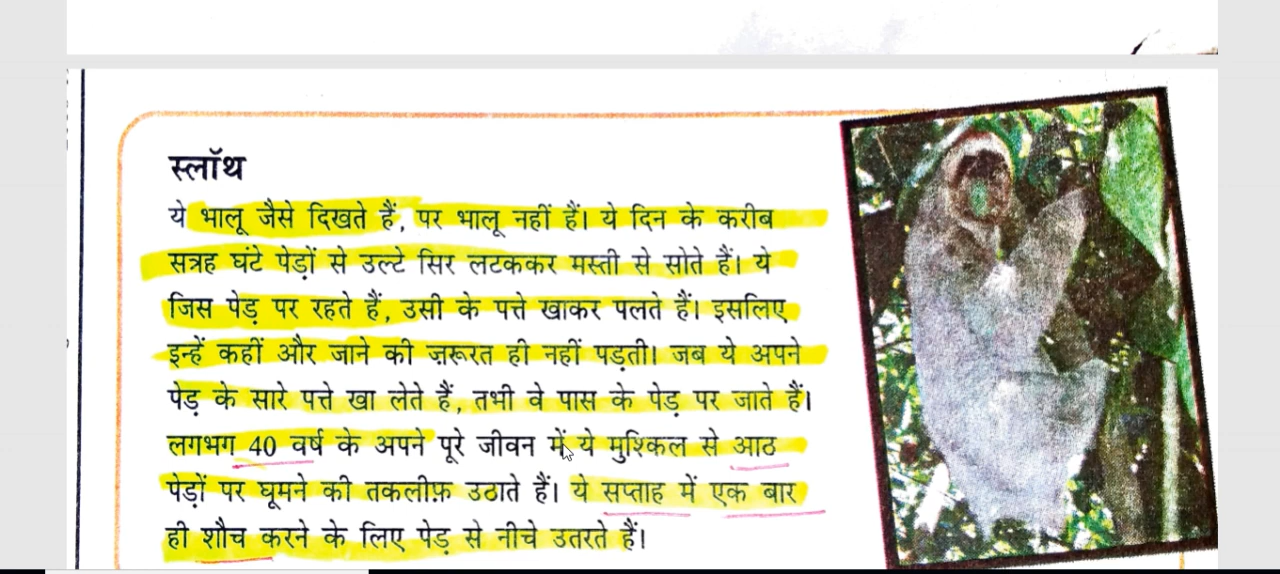 स्लॉथ
ये भालू जैसे दिखते हैं, पर भालू नहीं हैं। ये दिन के करीब
सत्रह घंटे पेड़ों से उल्टे सिर लटककर मस्ती से सोते हैं। ये
जिस पेड़ पर रहते हैं, उसी के पत्ते खाकर पलते हैं। इसलिए
इन्हें कहीं और जाने की ज़रूरत ही नहीं पड़ती। जब ये अपने
पेड़ के सारे पत्ते खा लेते हैं, तभी वे पास के पेड़ पर जाते हैं।
लगभग 40 वर्ष के अपने पूरे जीवन में ये मुश्किल से आठ
पेड़ों पर घूमने की तकलीफ़ उठाते हैं। ये सप्ताह में एक बार
ही शौच करने के लिए पेड़ से नीचे उतरते हैं।